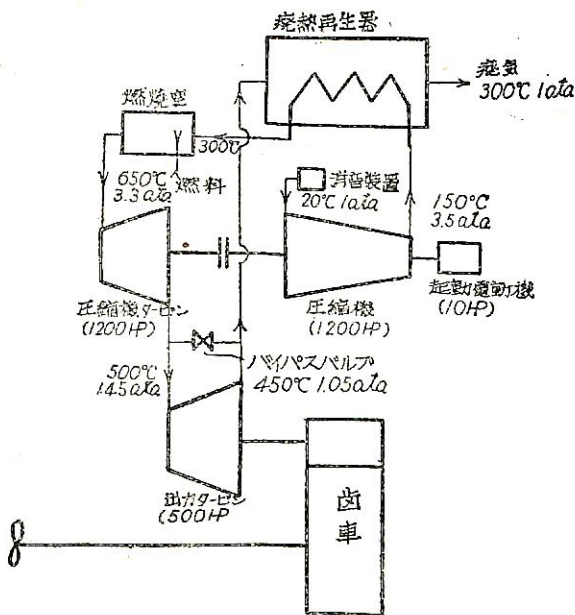 廃熱再生器
廃気
300℃ 1ata
燃焼室
300℃
消音装置
20℃ 1ata
650℃
3.3ata
燃料
150℃
3.5ata
圧縮機タービン
(1200HP)
圧縮機
(1200HP)
起動電動機
(10HP)
バイパスバルブ
500℃
1.45ata
450℃ 1.05ata
出力タービン
(500HP
歯車